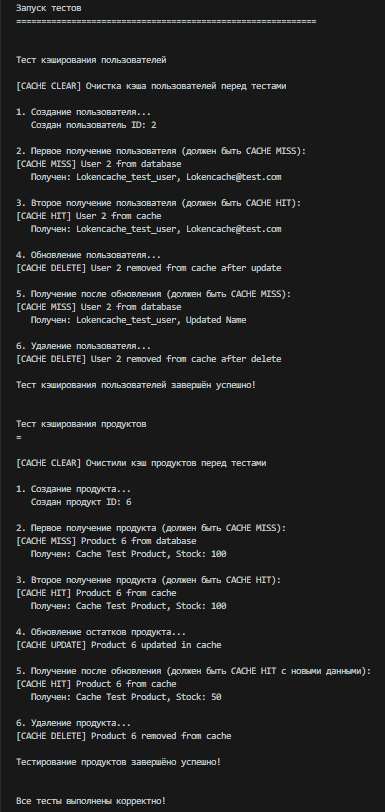 Запуск тестов
============================================================
Тест кэширования пользователей
[CACHE CLEAR] Очистка кэша пользователей перед тестами
1. Создание пользователя...
Создан пользователь ID: 2
2. Первое получение пользователя (должен быть CACHE MISS):
[CACHE MISS] User 2 from database
Получен: Lokencache_test_user, Lokencache@test.com
3. Второе получение пользователя (должен быть CACHE HIT):
[CACHE HIT] User 2 from cache
Получен: Lokencache_test_user, Lokencache@test.com
4. Обновление пользователя...
[CACHE DELETE] User 2 removed from cache after update
5. Получение после обновления (должен быть CACHE MISS):
[CACHE MISS] User 2 from database
Получен: Lokencache_test_user, Updated Name
6. Удаление пользователя...
[CACHE DELETE] User 2 removed from cache after delete
Тест кэширования пользователей завершён успешно!
Тест кэширования продуктов
=
[CACHE CLEAR] Очистили кэш продуктов перед тестами
1. Создание продукта...
Создан продукт ID: 6
2. Первое получение продукта (должен быть CACHE MISS):
[CACHE MISS] Product 6 from database
Получен: Cache Test Product, Stock: 100
3. Второе получение продукта (должен быть CACHE HIT):
[CACHE HIT] Product 6 from cache
Получен: Cache Test Product, Stock: 100
4. Обновление остатков продукта...
[CACHE UPDATE] Product 6 updated in cache
5. Получение после обновления (должен быть CACHE HIT с новыми данными):
[CACHE HIT] Product 6 from cache
Получен: Cache Test Product, Stock: 50
6. Удаление продукта...
[CACHE DELETE] Product 6 removed from cache
Тестирование продуктов завершёно успешно!
Все тесты выполнены корректно!